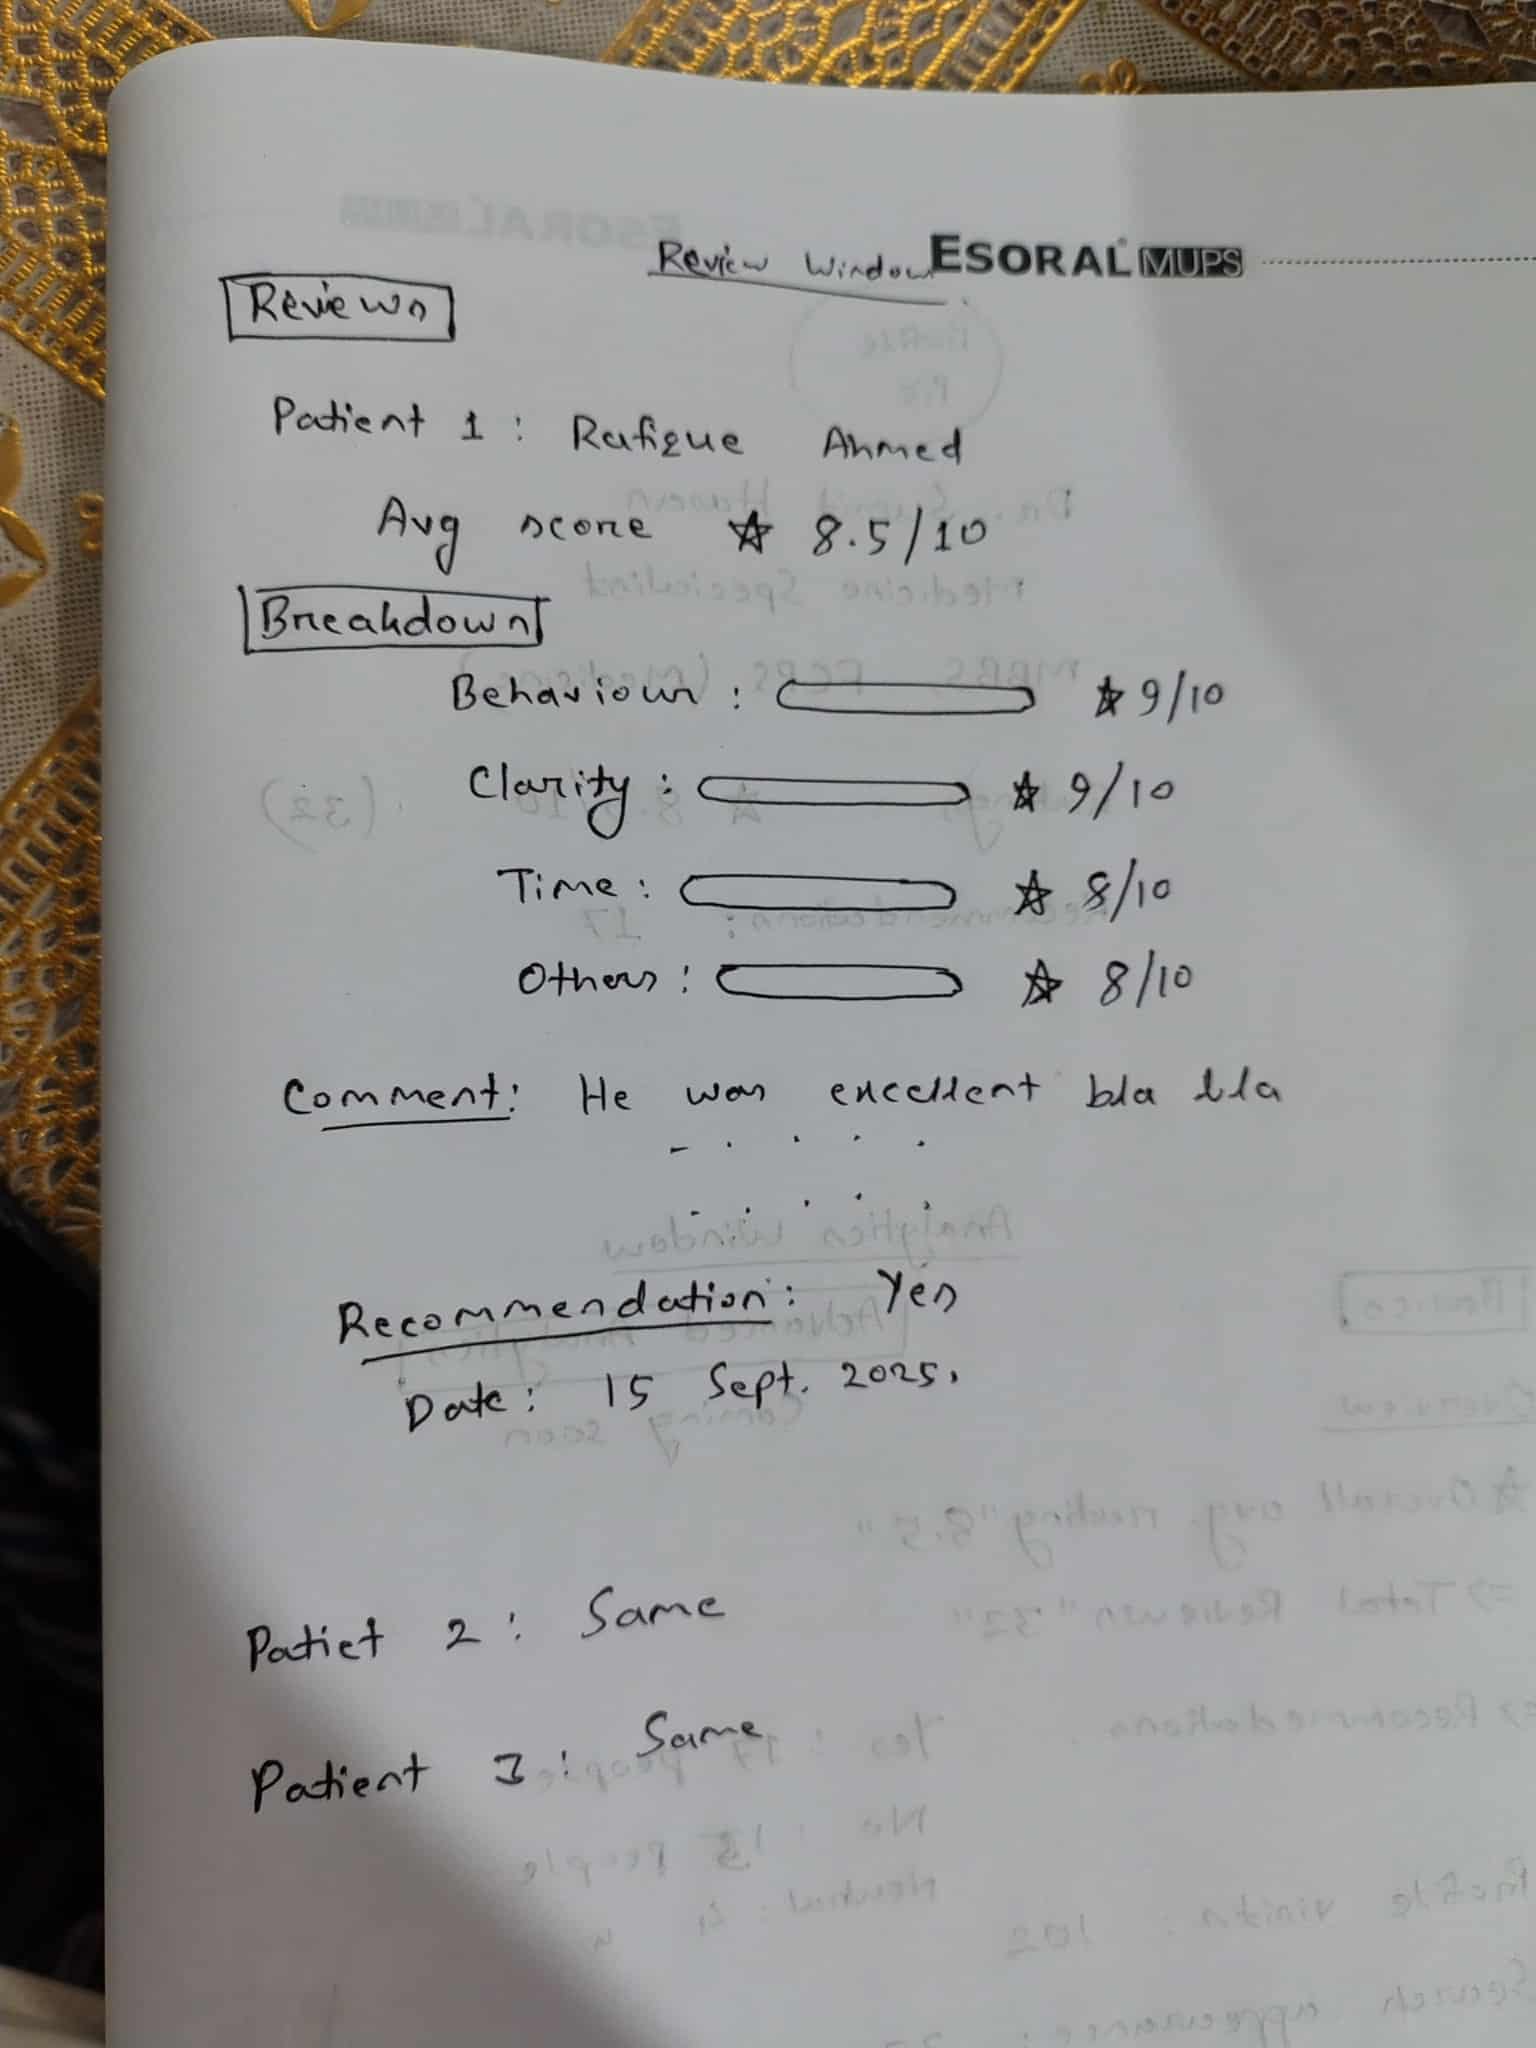 Review Window ESORAL MUPS
Reviews
Patient 1 : Rafique Ahmed
Avg score ☆ 8.5/10
Breakdown
Behaviour : ☆ 9/10
Clarity : ☆ 9/10
Time : ☆ 8/10
Others : ☆ 8/10
Comment : He was excellent bla bla
Recommendation : Yes
Date : 15 Sept. 2025.
Patiet 2 : Same
Patient 3 : Same